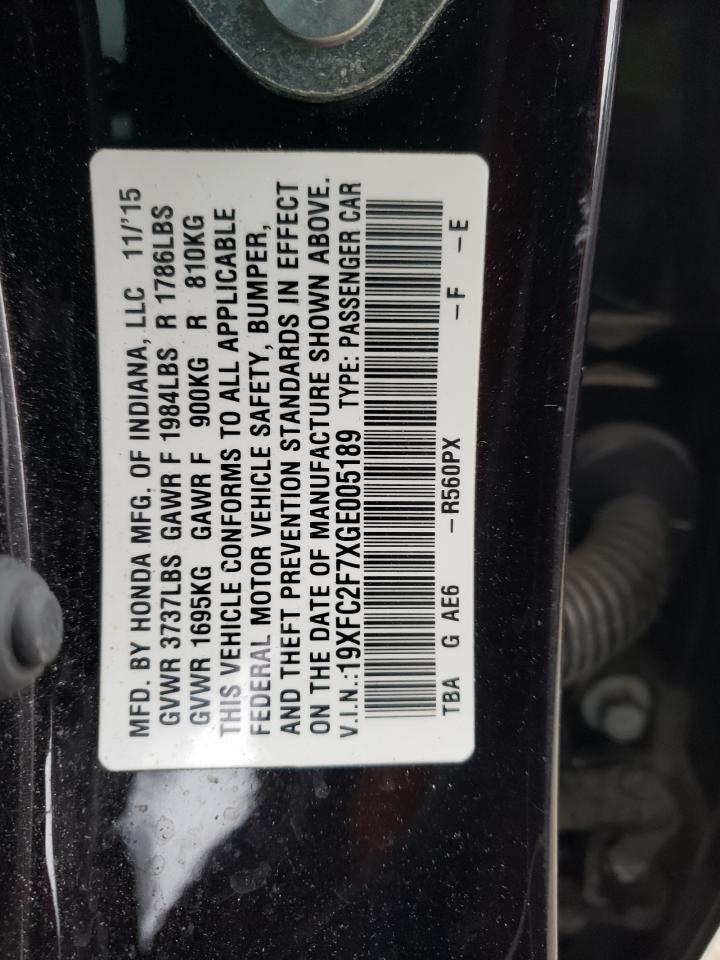 MFD. BY HONDA MFG. OF INDIANA, LLC 11/'15
GVWR 3737LBS GAWR F 1984LBS R 1786LBS
GVWR 1695KG GAWR F 900KG R 810KG
THIS VEHICLE CONFORMS TO ALL APPLICABLE
FEDERAL MOTOR VEHICLE SAFETY, BUMPER,
AND THEFT PREVENTION STANDARDS IN EFFECT
ON THE DATE OF MANUFACTURE SHOWN ABOVE.
V.I.N.:19XFC2F7XGE005189 TYPE: PASSENGER CAR
TBA G AE6 -R560PX -F -E